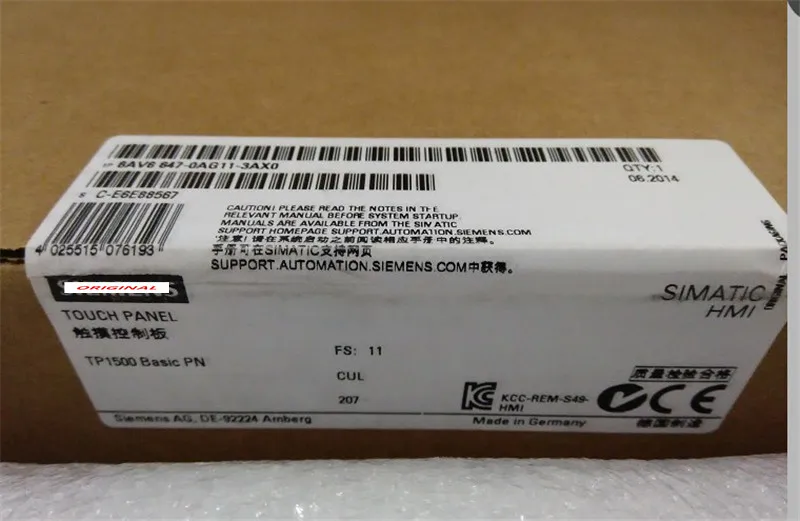 1P 6AV6 647-0AG11-3AX0
QTY:1
06.2014
S C-E6E88567
CAUTION! PLEASE READ THE NOTES IN THE
RELEVANT MANUAL BEFORE SYSTEM STARTUP.
MANUALS ARE AVAILABLE FROM THE SIMATIC
SUPPORT HOMEPAGE SUPPORT.AUTOMATION.SIEMENS.COM
注意! 请在系统启动之前阅读相应手册中的注释。
手册可在SIMATIC支持网页
SUPPORT.AUTOMATION.SIEMENS.COM中获得。
4 025515 076193
ORIGINAL
SIEMENS
SIMATIC
HMI
ORIGINAL PACKING
TOUCH PANEL
触摸控制板
TP1500 Basic PN
FS: 11
CUL
207
质量检验合格
KCC-REM-S49-
HMI
CE
Siemens AG, DE-92224 Amberg
Made in Germany
德国制造